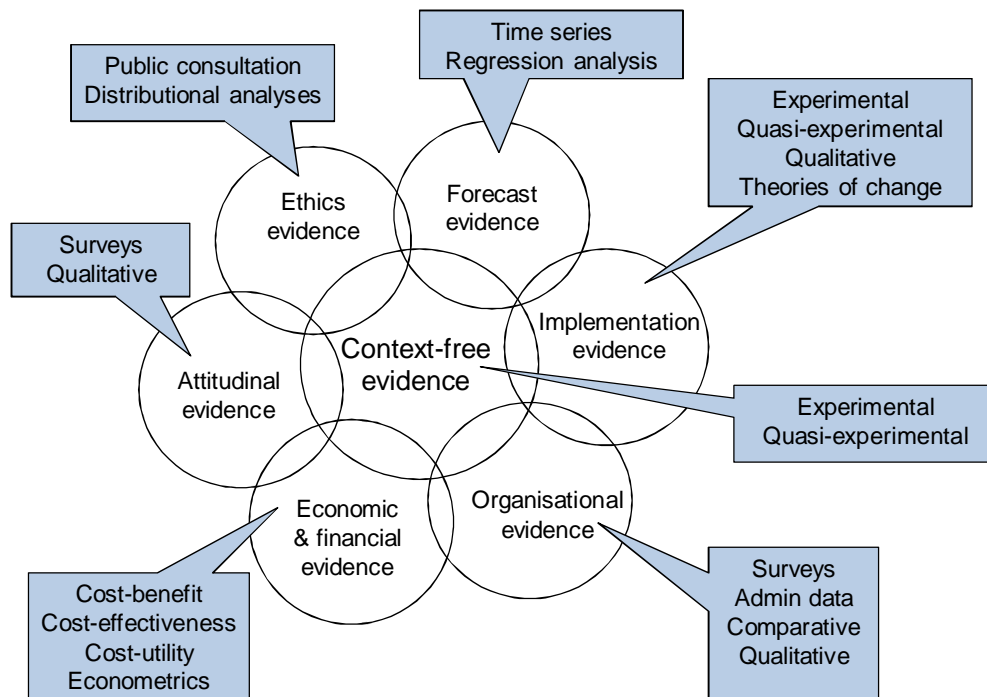 Time series
Regression analysis
Public consultation
Distributional analyses
Experimental
Quasi-experimental
Qualitative
Theories of change
Ethics
evidence
Forecast
evidence
Surveys
Qualitative
Implementation
evidence
Context-free
evidence
Attitudinal
evidence
Experimental
Quasi-experimental
Economic
& financial
evidence
Organisational
evidence
Surveys
Admin data
Comparative
Qualitative
Cost-benefit
Cost-effectiveness
Cost-utility
Econometrics